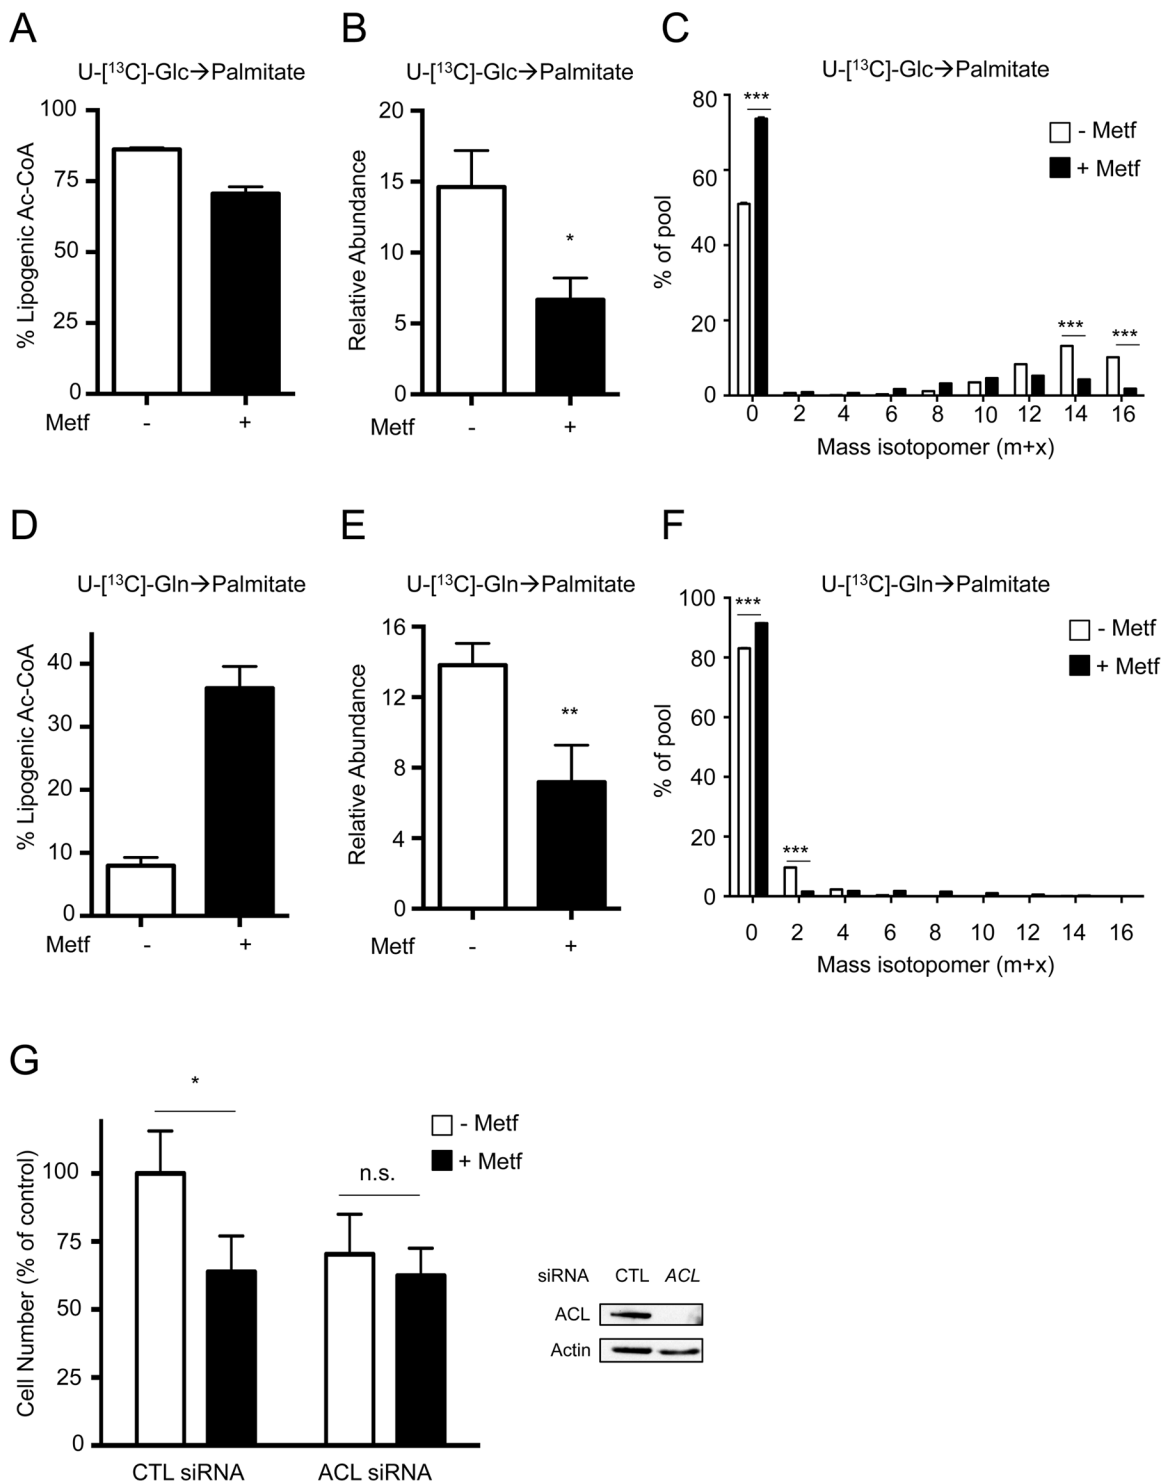 A
U-[¹³C]-Glc→Palmitate
% Lipogenic Ac-CoA
100
75
50
25
0
Metf - +
B
U-[¹³C]-Glc→Palmitate
Relative Abundance
20
15
10
5
0
*
Metf - +
C
U-[¹³C]-Glc→Palmitate
% of pool
80
60
40
20
0
***
***
***
- Metf
+ Metf
0 2 4 6 8 10 12 14 16
Mass isotopomer (m+x)
D
U-[¹³C]-Gln→Palmitate
% Lipogenic Ac-CoA
40
30
20
10
0
Metf - +
E
U-[¹³C]-Gln→Palmitate
Relative Abundance
16
12
8
4
0
**
Metf - +
F
U-[¹³C]-Gln→Palmitate
% of pool
100
80
60
40
20
0
***
***
- Metf
+ Metf
0 2 4 6 8 10 12 14 16
Mass isotopomer (m+x)
G
Cell Number (% of control)
100
75
50
25
0
*
n.s.
- Metf
+ Metf
CTL siRNA ACL siRNA
siRNA CTL ACL
ACL
Actin